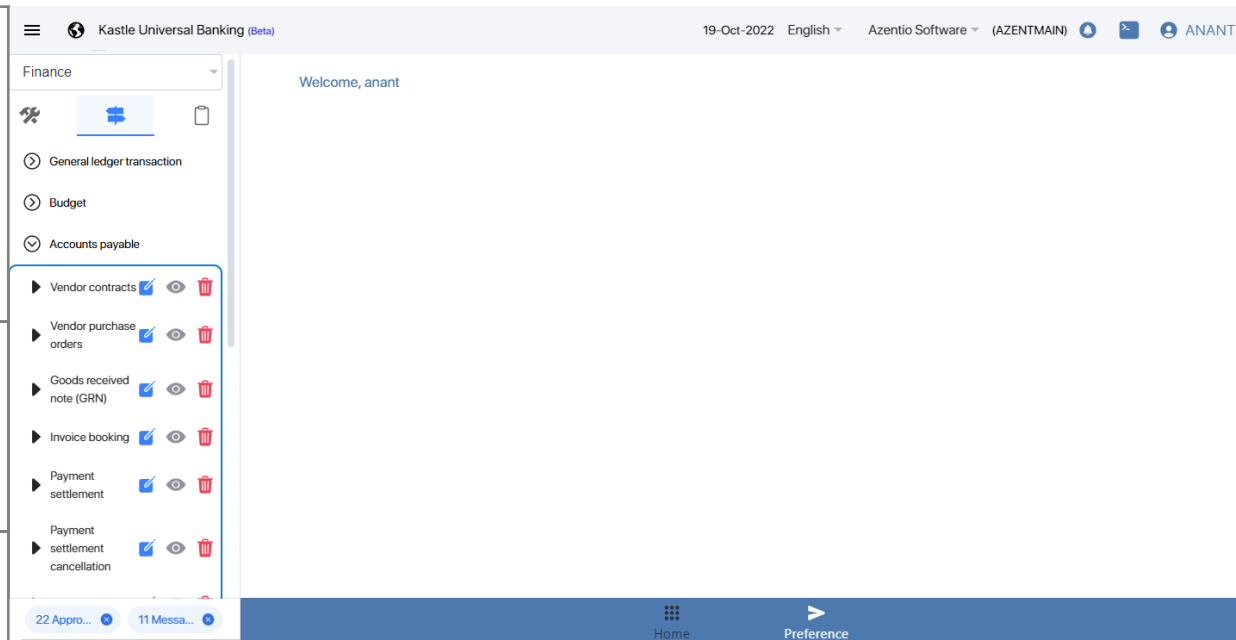 Kastle Universal Banking (Beta)
19-Oct-2022 English Azentio Software (AZENTMAIN) ANANT
Finance
Welcome, anant
General ledger transaction
Budget
Accounts payable
Vendor contracts
Vendor purchase
orders
Goods received
note (GRN)
Invoice booking
Payment
settlement
Payment
settlement
cancellation
22 Appro...
11 Messa...
Home
Preference